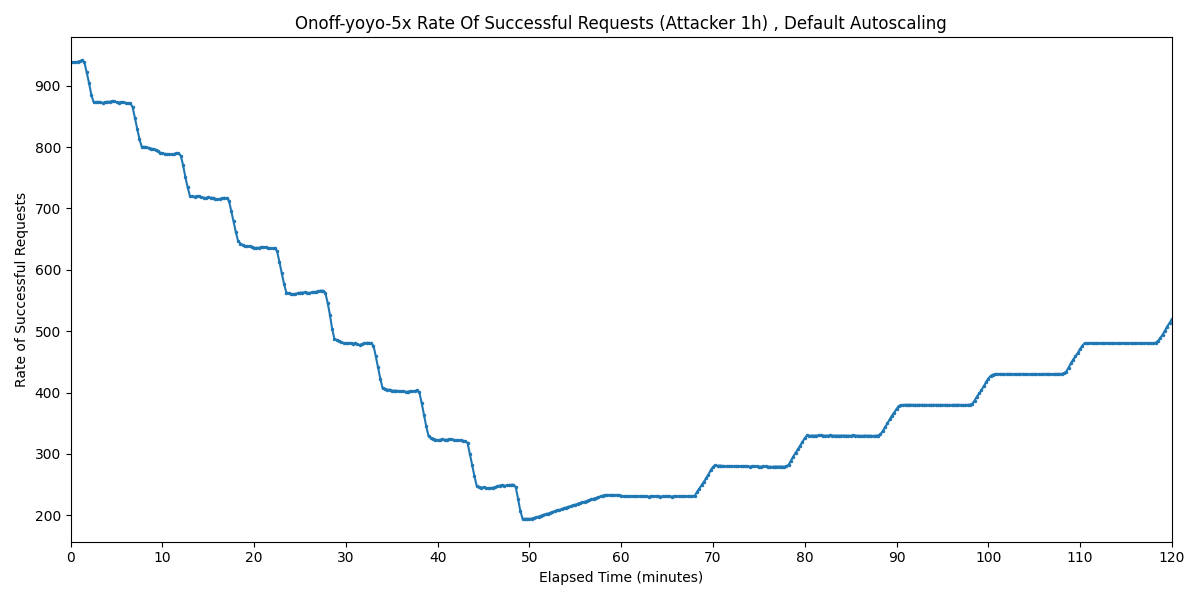 Onoff-yoyo-5x Rate Of Successful Requests (Attacker 1h) , Default Autoscaling
Rate of Successful Requests
900
800
700
600
500
400
300
200
0 10 20 30 40 50 60 70 80 90 100 110 120
Elapsed Time (minutes)